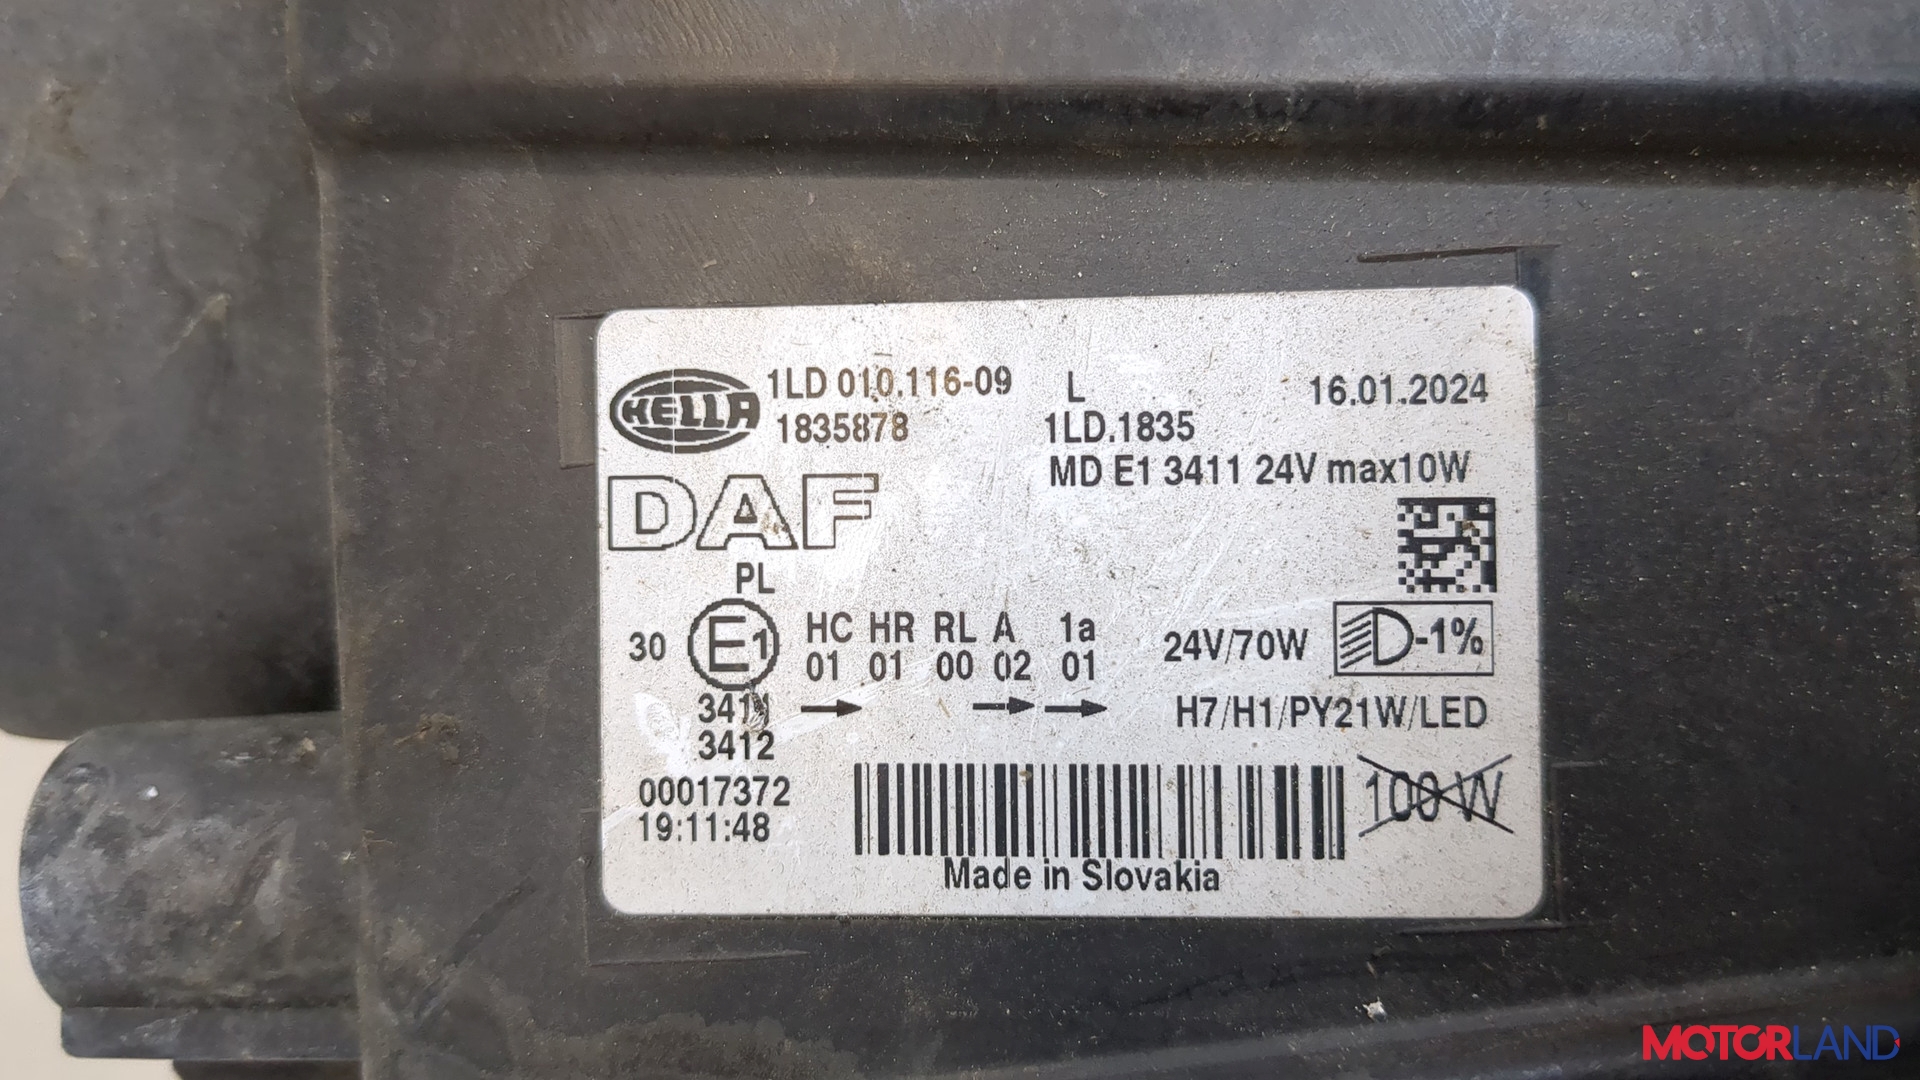 HELLA 1LD 010.116-09 L 16.01.2024
1835878 1LD.1835
MD E1 3411 24V max10W
DAF
PL
30 E1 HC HR RL A 1a 24V/70W -1%
01 01 00 02 01
3411 → → → H7/H1/PY21W/LED
3412
00017372 100 W
19:11:48
Made in Slovakia
MOTORLAND